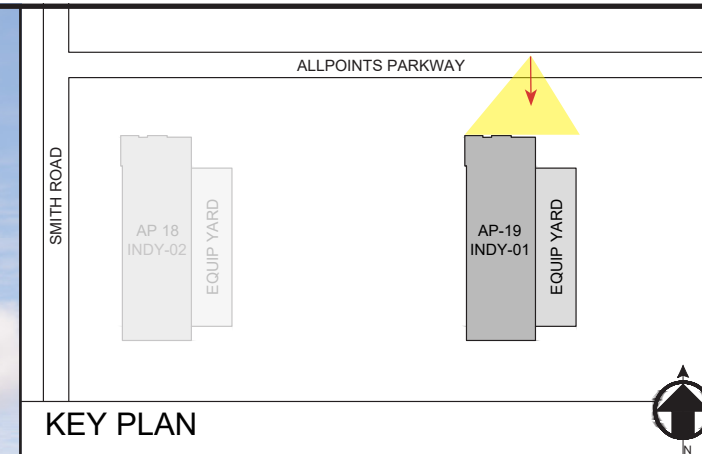 ALLPOINTS PARKWAY
SMITH ROAD
AP 18
INDY-02
EQUIP YARD
AP-19
INDY-01
EQUIP YARD
KEY PLAN
N